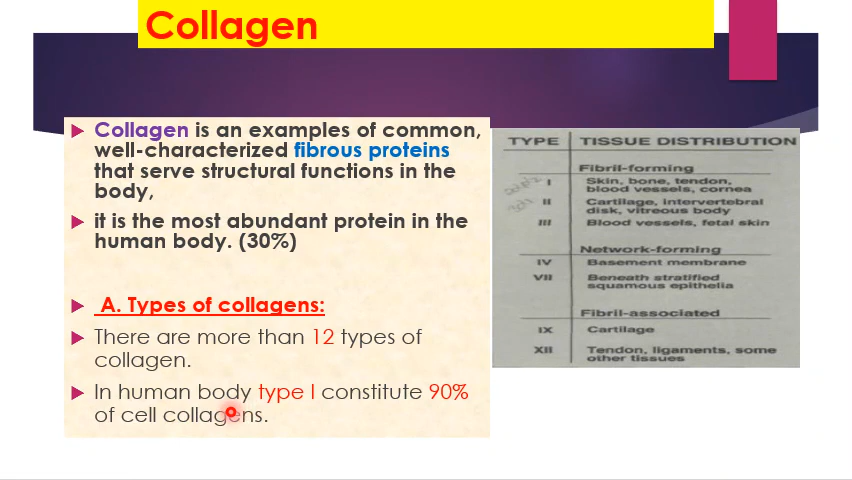 Collagen
Collagen is an examples of common,
well-characterized fibrous proteins
that serve structural functions in the
body,
it is the most abundant protein in the
human body. (30%)
A. Types of collagens:
There are more than 12 types of
collagen.
In human body type I constitute 90%
of cell collagens.
TYPE TISSUE DISTRIBUTION
Fibril-forming
I Skin, bone, tendon,
blood vessels, cornea
II Cartilage, intervertebral
disk, vitreous body
III Blood vessels, fetal skin
Network-forming
IV Basement membrane
VII Beneath stratified
squamous epithelia
Fibril-associated
IX Cartilage
XII Tendon, ligaments, some
other tissues